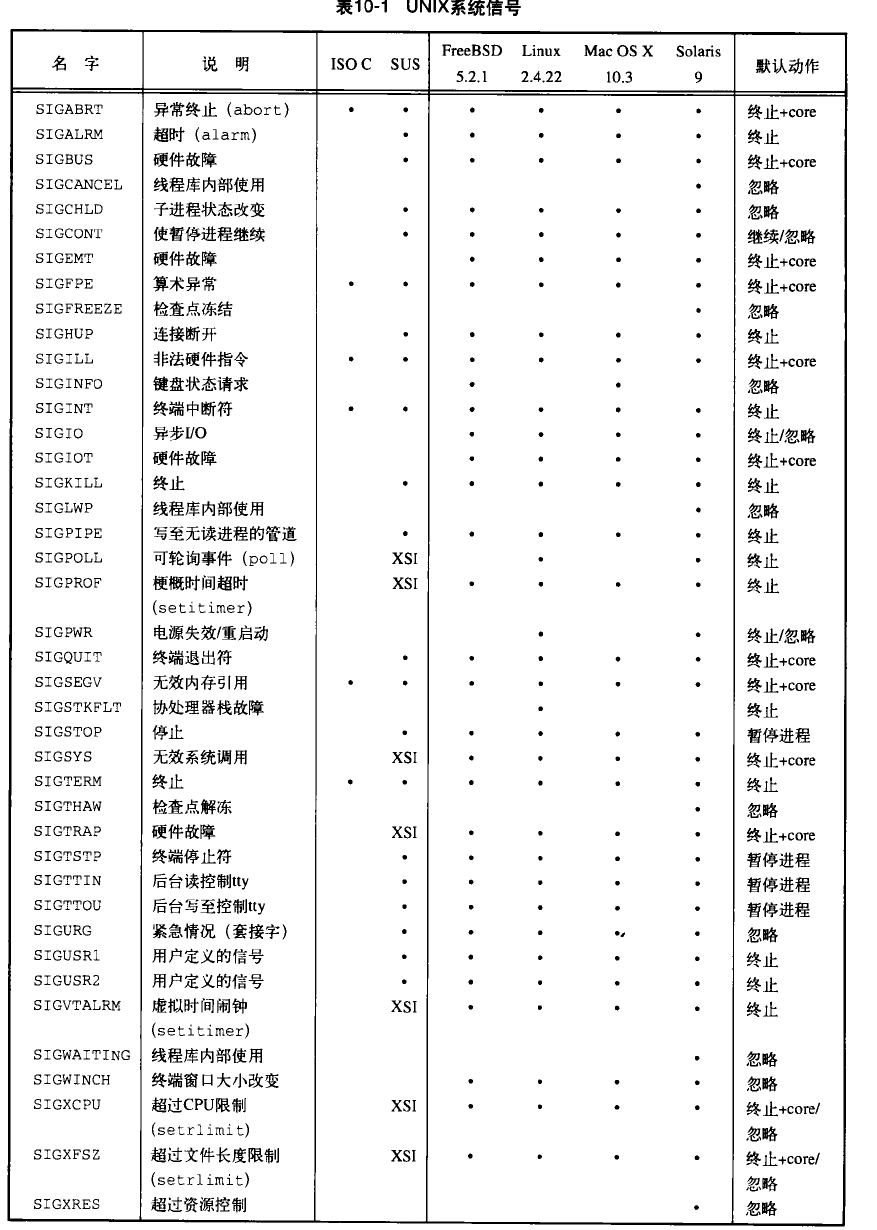 表10-1 UNIX系统信号
名 字 说 明 ISO C SUS FreeBSD 5.2.1 Linux 2.4.22 Mac OS X 10.3 Solaris 9 默认动作
SIGABRT 异常终止 (abort) • • • • • • 终止+core
SIGALRM 超时 (alarm) • • • • • 终止
SIGBUS 硬件故障 • • • • • 终止+core
SIGCANCEL 线程库内部使用 • 忽略
SIGCHLD 子进程状态改变 • • • • • 忽略
SIGCONT 使暂停进程继续 • • • • • 继续/忽略
SIGEMT 硬件故障 • • • • 终止+core
SIGFPE 算术异常 • • • • • • 终止+core
SIGFREEZE 检查点冻结 • 忽略
SIGHUP 连接断开 • • • • • 终止
SIGILL 非法硬件指令 • • • • • • 终止+core
SIGINFO 键盘状态请求 • • 忽略
SIGINT 终端中断符 • • • • • • 终止
SIGIO 异步I/O • • • • 终止/忽略
SIGIOT 硬件故障 • • • • 终止+core
SIGKILL 终止 • • • • • 终止
SIGLWP 线程库内部使用 • 忽略
SIGPIPE 写至无读进程的管道 • • • • • 终止
SIGPOLL 可轮询事件 (poll) XSI • • 终止
SIGPROF 梗概时间超时 XSI • • • • 终止
(setitimer)
SIGPWR 电源失效/重启动 • • 终止/忽略
SIGQUIT 终端退出符 • • • • • 终止+core
SIGSEGV 无效内存引用 • • • • • • 终止+core
SIGSTKFLT 协处理器栈故障 • 终止
SIGSTOP 停止 • • • • • 暂停进程
SIGSYS 无效系统调用 XSI • • • • 终止+core
SIGTERM 终止 • • • • • • 终止
SIGTHAW 检查点解冻 • 忽略
SIGTRAP 硬件故障 XSI • • • • 终止+core
SIGTSTP 终端停止符 • • • • • 暂停进程
SIGTTIN 后台读控制tty • • • • • 暂停进程
SIGTTOU 后台写至控制tty • • • • • 暂停进程
SIGURG 紧急情况 (套接字) • • • • • 忽略
SIGUSR1 用户定义的信号 • • • • • 终止
SIGUSR2 用户定义的信号 • • • • • 终止
SIGVTALRM 虚拟时间闹钟 XSI • • • • 终止
(setitimer)
SIGWAITING 线程库内部使用 • 忽略
SIGWINCH 终端窗口大小改变 • • • • 忽略
SIGXCPU 超过CPU限制 XSI • • • • 终止+core/
(setrlimit) 忽略
SIGXFSZ 超过文件长度限制 XSI • • • • 终止+core/
(setrlimit) 忽略
SIGXRES 超过资源控制 • 忽略